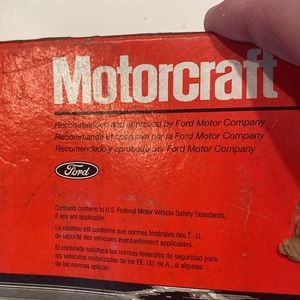 Motorcraft
Recommended and approved by Ford Motor Company
Recommandé et approuvé par la Ford Motor Company
Recomendado y aprobado por Ford Motor Company
Ford
Contents conform to U.S. Federal Motor Vehicle Safety Standards,
if any are applicable.
Le contenu est conforme aux normes fédérales des É.-U.
de sécurité des véhicules éventuellement applicables.
El contenido satisface las normas federales de seguridad para
los vehículos motorizados de los EE. UU. de A., si algunas
de las normas aplican.